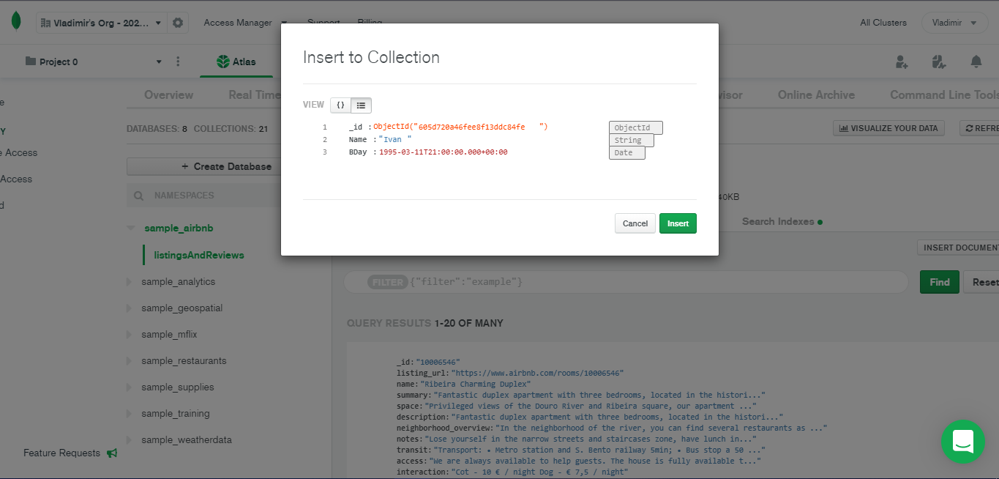 Vladimir's Org - 202...
Access Manager
Support
Billing
All Clusters
Vladimir
Project 0
Atlas
Insert to Collection
VIEW
{}
1 _id : ObjectId("605d720a46fee8f13ddc84fe ") ObjectId
2 Name : "Ivan " String
3 BDay : 1995-03-11T21:00:00.000+00:00 Date
Cancel
Insert
Overview
Real Time
Online Archive
Command Line Tools
DATABASES: 8 COLLECTIONS: 21
VISUALIZE YOUR DATA
REFRE
Access
Access
+ Create Database
NAMESPACES
40KB
sample_airbnb
Search Indexes
listingsAndReviews
INSERT DOCUMENT
sample_analytics
FILTER {"filter":"example"}
Find
Reset
sample_geospatial
QUERY RESULTS 1-20 OF MANY
sample_mflix
sample_restaurants
sample_supplies
sample_training
sample_weatherdata
Feature Requests
_id: "10006546"
listing_url: "https://www.airbnb.com/rooms/10006546"
name: "Ribeira Charming Duplex"
summary: "Fantastic duplex apartment with three bedrooms, located in the histori..."
space: "Privileged views of the Douro River and Ribeira square, our apartment ..."
description: "Fantastic duplex apartment with three bedrooms, located in the histori..."
neighborhood_overview: "In the neighborhood of the river, you can find several restaurants as ..."
notes: "Lose yourself in the narrow streets and staircases zone, have lunch in..."
transit: "Transport: • Metro station and S. Bento railway 5min; • Bus stop a 50 ..."
access: "We are always available to help guests. The house is fully available t..."
interaction: "Cot - 10 € / night Dog - € 7,5 / night"